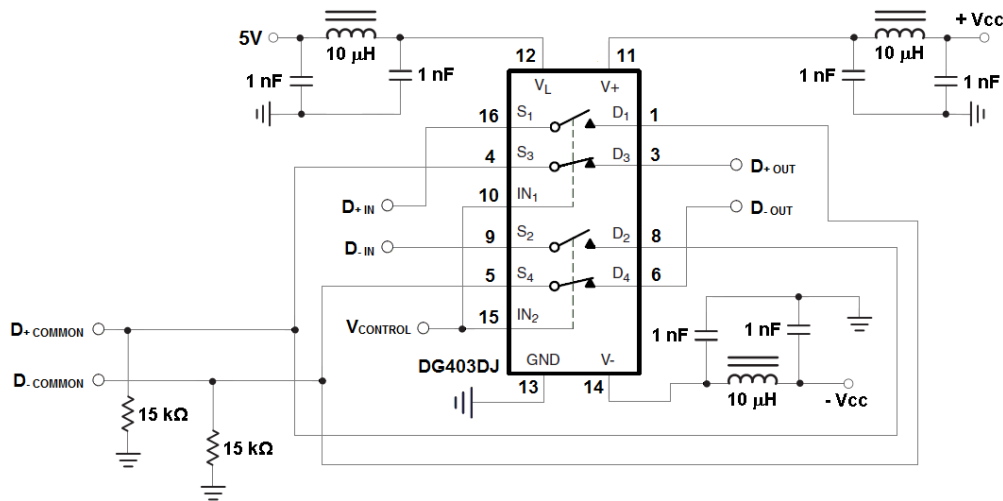 5V
10 µH
1 nF
1 nF
12
11
10 µH
+ Vcc
1 nF
1 nF
VL
V+
16
S1
D1
1
4
S3
D3
3
D+ OUT
10
IN1
D+ IN
D- OUT
D- IN
9
S2
D2
8
5
S4
D4
6
VCONTROL
15
IN2
D+ COMMON
D- COMMON
DG403DJ
GND
V-
13
14
1 nF
1 nF
10 µH
- Vcc
15 kΩ
15 kΩ